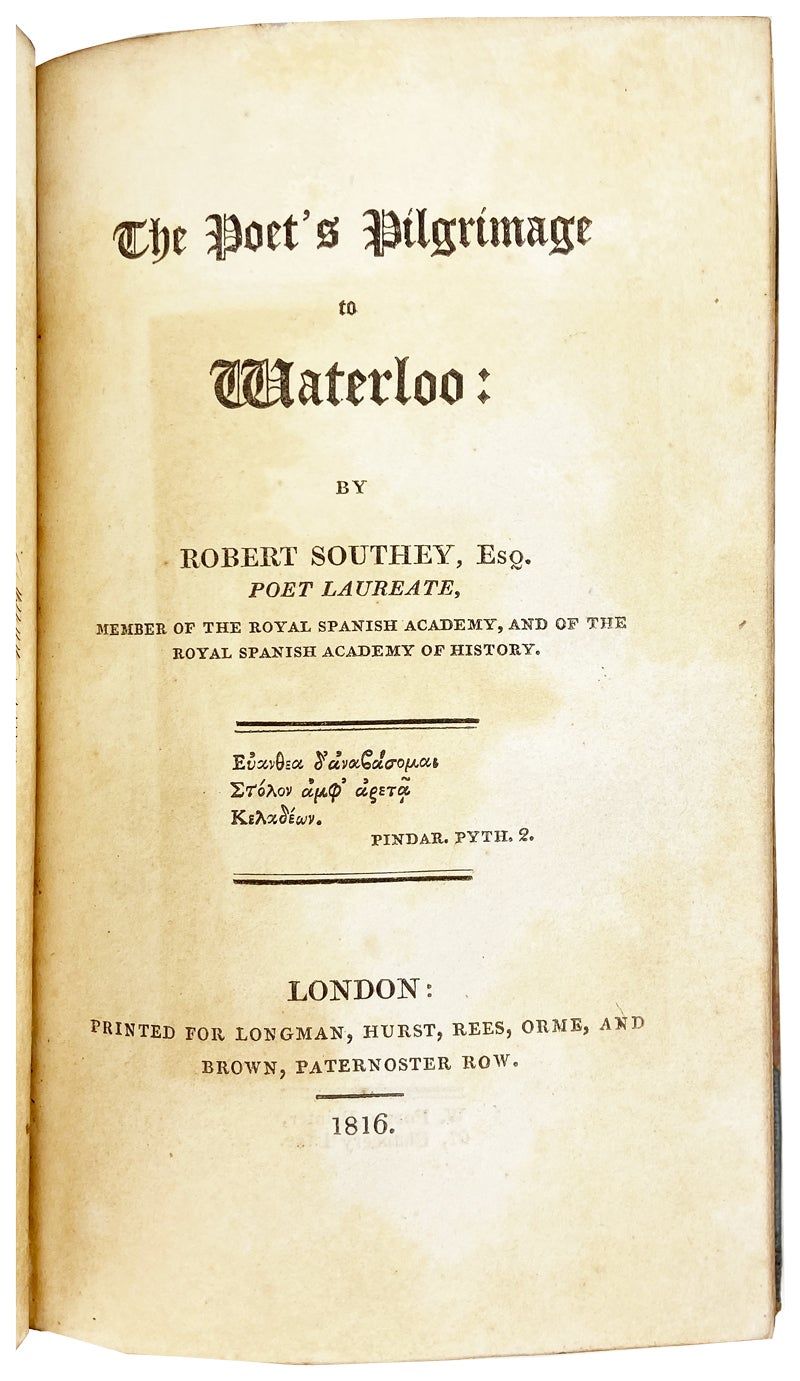 The Poet's Pilgrimage
to
Waterloo:
BY
ROBERT SOUTHEY, Esq.
POET LAUREATE,
MEMBER OF THE ROYAL SPANISH ACADEMY, AND OF THE
ROYAL SPANISH ACADEMY OF HISTORY.
Εὐανθέα δ'ἀναβάσομαι
Στόλον ἀμφ' ἀρετᾷ
Κελαδέων.
PINDAR. PYTH. 2.
LONDON:
PRINTED FOR LONGMAN, HURST, REES, ORME, AND
BROWN, PATERNOSTER ROW.
1816.